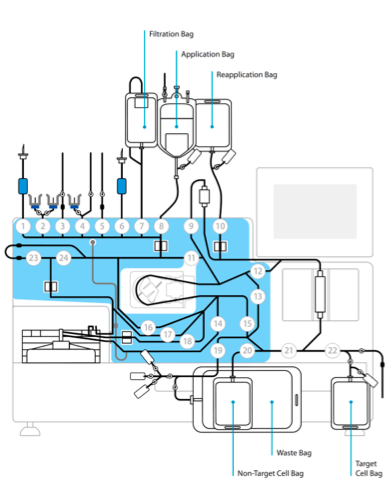 Filtration Bag
Application Bag
Reapplication Bag
1 2 3 4 5 6 7 8 9 10
23 24 11
12
13
16 14 15
17
18
19 20 21 22
Waste Bag
Non-Target Cell Bag
Target
Cell Bag